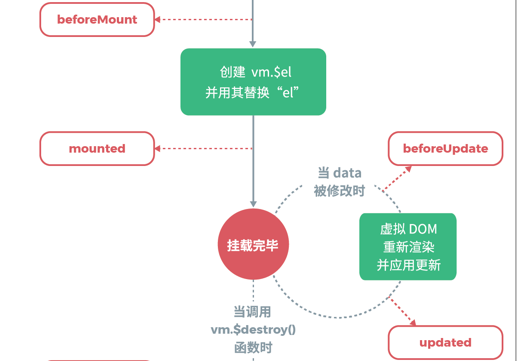 beforeMount
创建 vm.$el
并用其替换“el”
mounted
beforeUpdate
当 data
被修改时
挂载完毕
虚拟 DOM
重新渲染
并应用更新
当调用
vm.$destroy()
函数时
updated